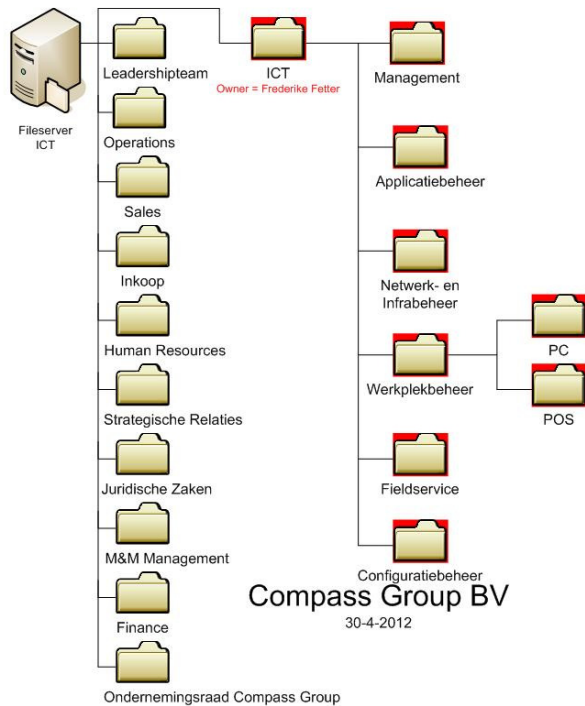 Fileserver
ICT
Leadershipteam
Operations
Sales
Inkoop
Human Resources
Strategische Relaties
Juridische Zaken
M&M Management
Finance
Ondernemingsraad Compass Group
ICT
Owner = Frederike Fetter
Management
Applicatiebeheer
Netwerk- en
Infrabeheer
Werkplekbeheer
PC
POS
Fieldservice
Configuratiebeheer
Compass Group BV
30-4-2012